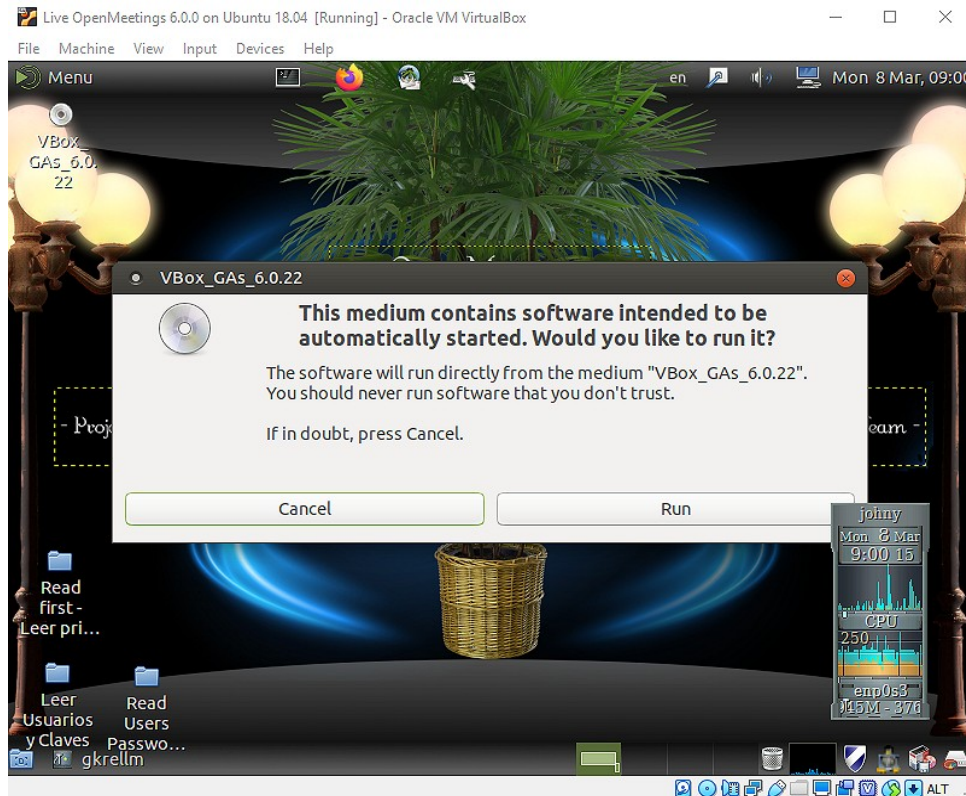 Live OpenMeetings 6.0.0 on Ubuntu 18.04 [Running] - Oracle VM VirtualBox
File Machine View Input Devices Help
Menu en Mon 8 Mar, 09:00
VBox_
GAs_6.0.
22
VBox_GAs_6.0.22
This medium contains software intended to be
automatically started. Would you like to run it?
The software will run directly from the medium "VBox_GAs_6.0.22".
You should never run software that you don't trust.
If in doubt, press Cancel.
- Proj
eam -
Cancel Run
johny
Mon 8 Mar
9:00 15
CPU
250
enp0s3
Read
first -
Leer pri...
Leer
Usuarios
y Claves
Read
Users
Passwo...
gkrellm
ALT